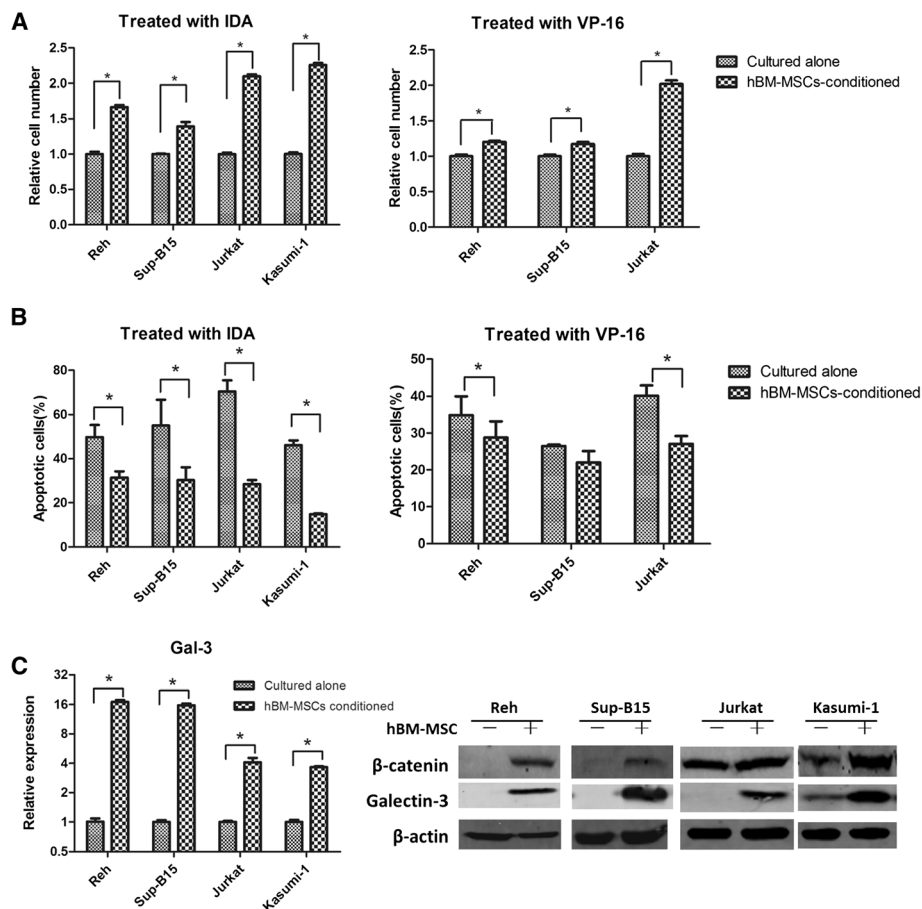 A
Treated with IDA
Relative cell number
2.5
2.0
1.5
1.0
0.5
0.0
* * * *
Reh
Sup-B15
Jurkat
Kasumi-1
Treated with VP-16
Relative cell number
2.5
2.0
1.5
1.0
0.5
0.0
* * *
Reh
Sup-B15
Jurkat
Cultured alone
hBM-MSCs-conditioned
B
Treated with IDA
Apoptotic cells(%)
80
60
40
20
0
* * * *
Reh
Sup-B15
Jurkat
Kasumi-1
Treated with VP-16
Apoptotic cells(%)
50
40
30
20
10
0
* *
Reh
Sup-B15
Jurkat
Cultured alone
hBM-MSCs-conditioned
C
Gal-3
Relative expression
32
16
8
4
2
1
0.5
* * * *
Reh
Sup-B15
Jurkat
Kasumi-1
Cultured alone
hBM-MSCs conditioned
Reh Sup-B15 Jurkat Kasumi-1
hBM-MSC − + − + − + − +
β-catenin
Galectin-3
β-actin